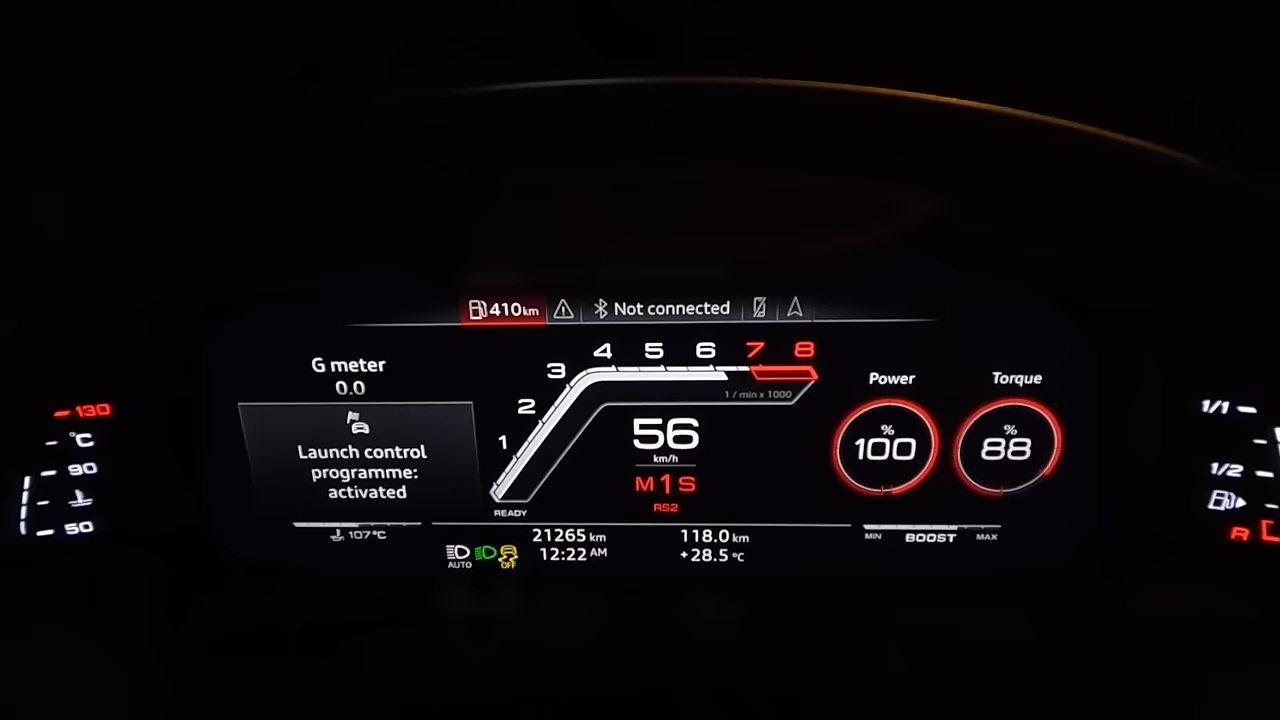 410 km
Not connected
G meter
0.0
Launch control
programme:
activated
107°C
1
2
3
4 5 6 7 8
1 / min x 1000
56
km/h
M 1 S
RS2
READY
21265 km 118.0 km
12:22 AM +28.5 °C
AUTO
OFF
Power
%
100
Torque
%
88
MIN BOOST MAX
130
°C
90
50
1/1
1/2
R